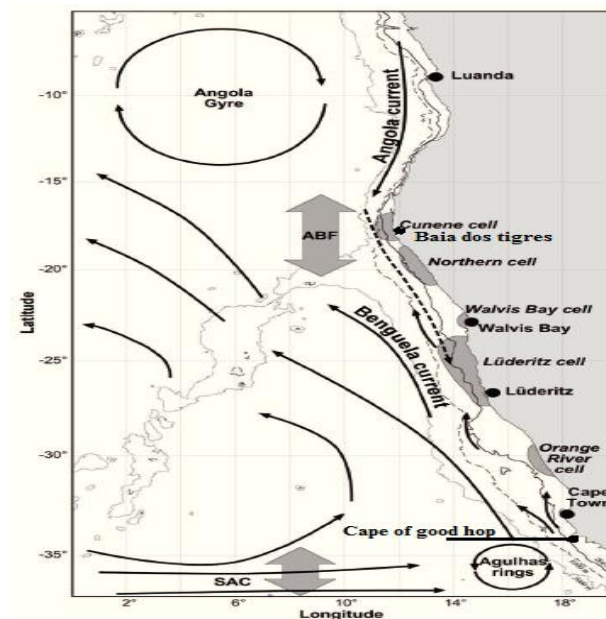 Luanda
-10°
Angola
Gyre
Angola current
-15°
ABF
Cunene cell
Baia dos tigres
Northern cell
-20°
Latitude
Walvis Bay cell
Walvis Bay
Benguela current
-25°
Lüderitz cell
Lüderitz
-30°
Orange
River
cell
Cape
Town
Cape of good hop
-35°
SAC
Agulhas
rings
2°
6°
10°
14°
18°
Longitude